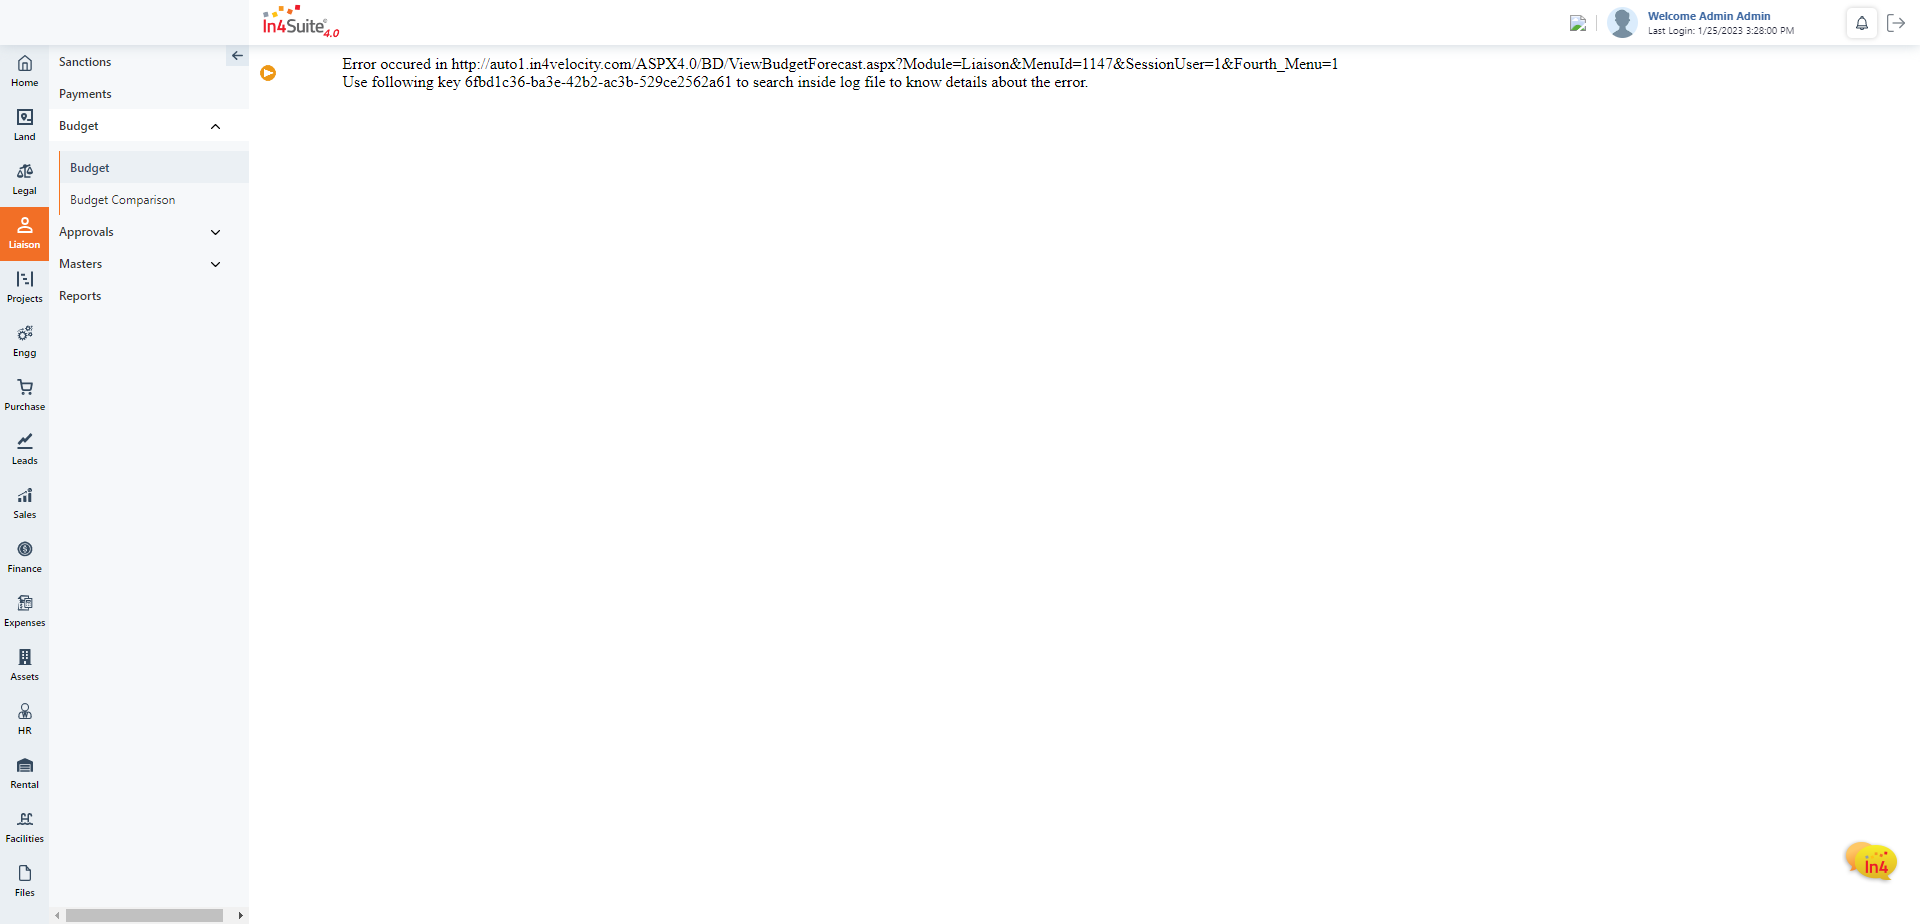 In4Suite® 4.0
Welcome Admin Admin
Last Login: 1/25/2023 3:28:00 PM
Home
Land
Legal
Liaison
Projects
Engg
Purchase
Leads
Sales
Finance
Expenses
Assets
HR
Rental
Facilities
Files
Sanctions
Payments
Budget
Budget
Budget Comparison
Approvals
Masters
Reports
Error occured in http://auto1.in4velocity.com/ASPX4.0/BD/ViewBudgetForecast.aspx?Module=Liaison&MenuId=1147&SessionUser=1&Fourth_Menu=1
Use following key 6fbd1c36-ba3e-42b2-ac3b-529ce2562a61 to search inside log file to know details about the error.
in4